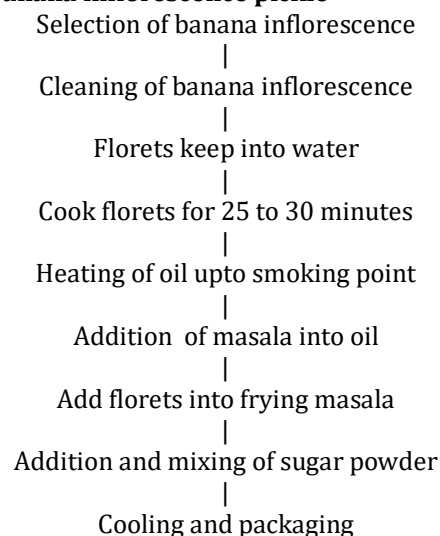 inflorescence
Selection of banana inflorescence
Cleaning of banana inflorescence
Florets keep into water
Cook florets for 25 to 30 minutes
Heating of oil upto smoking point
Addition of masala into oil
Add florets into frying masala
Addition and mixing of sugar powder
Cooling and packaging